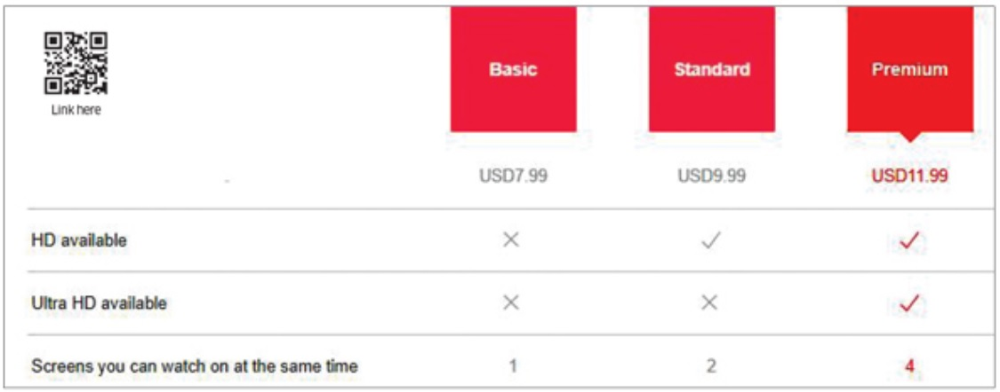 Link here
Basic Standard Premium
USD7.99 USD9.99 USD11.99
HD available
Ultra HD available
Screens you can watch on at the same time 1 2 4